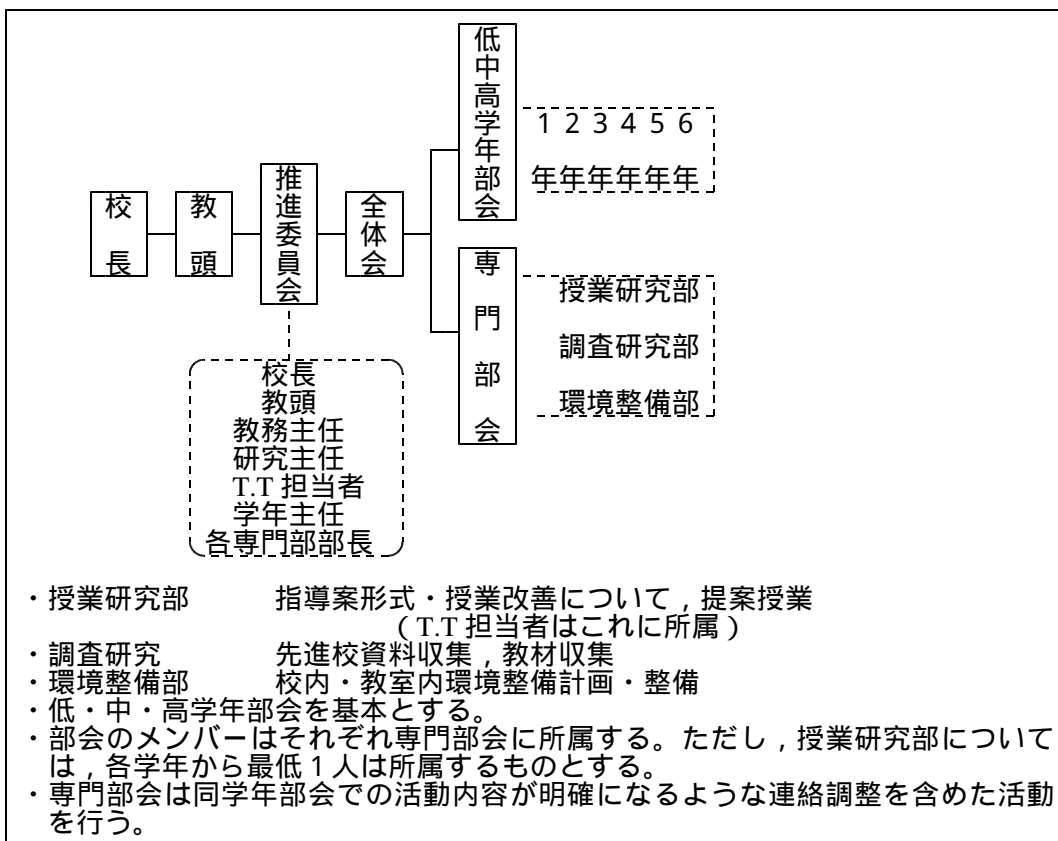 校長
教頭
推進委員会
全体会
低中高学年部会
1 2 3 4 5 6
年年年年年年
専門部会
授業研究部
調査研究部
環境整備部
校長
教頭
教務主任
研究主任
T.T 担当者
学年主任
各専門部部長
・授業研究部 指導案形式・授業改善について，提案授業
（T.T 担当者はこれに所属）
・調査研究 先進校資料収集，教材収集
・環境整備部 校内・教室内環境整備計画・整備
・低・中・高学年部会を基本とする。
・部会のメンバーはそれぞれ専門部会に所属する。ただし，授業研究部について
は，各学年から最低１人は所属するものとする。
・専門部会は同学年部会での活動内容が明確になるような連絡調整を含めた活動
を行う。